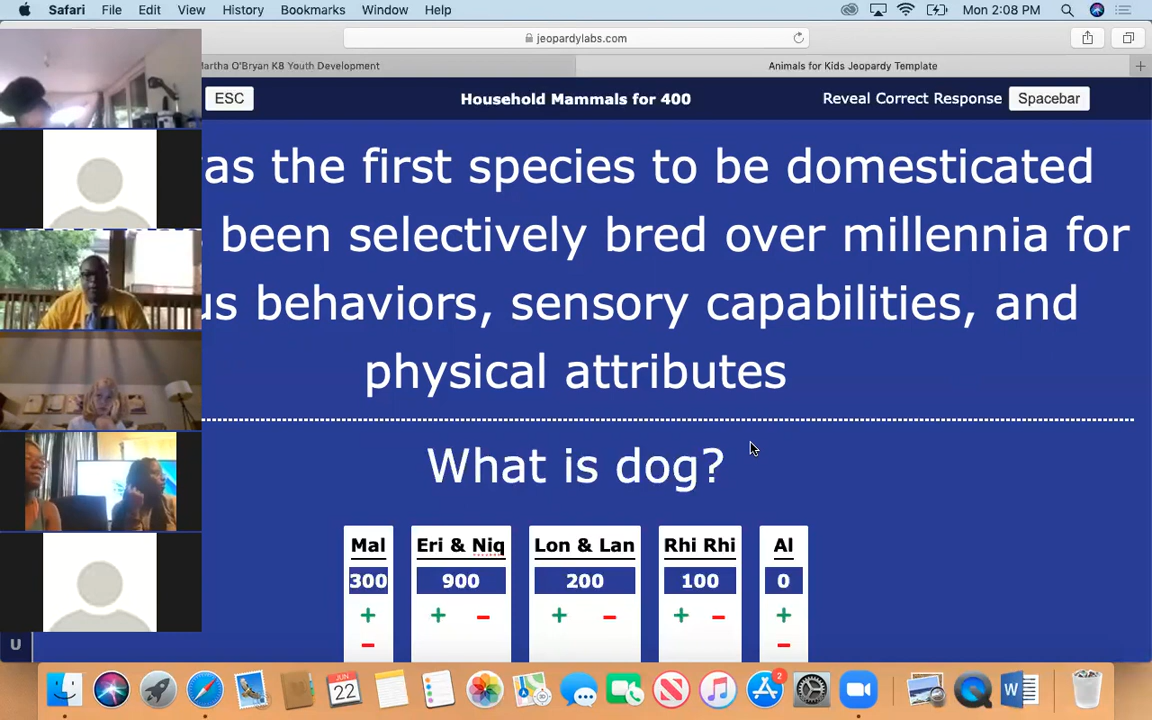 Safari File Edit View History Bookmarks Window Help Mon 2:08 PM
jeopardylabs.com
Martha O'Bryan K8 Youth Development Animals for Kids Jeopardy Template
ESC Household Mammals for 400 Reveal Correct Response Spacebar
as the first species to be domesticated
been selectively bred over millennia for
us behaviors, sensory capabilities, and
physical attributes
What is dog?
Mal Eri & Niq Lon & Lan Rhi Rhi Al
300 900 200 100 0
+ + - + - + - +
- -
U
JUN
22
2
W